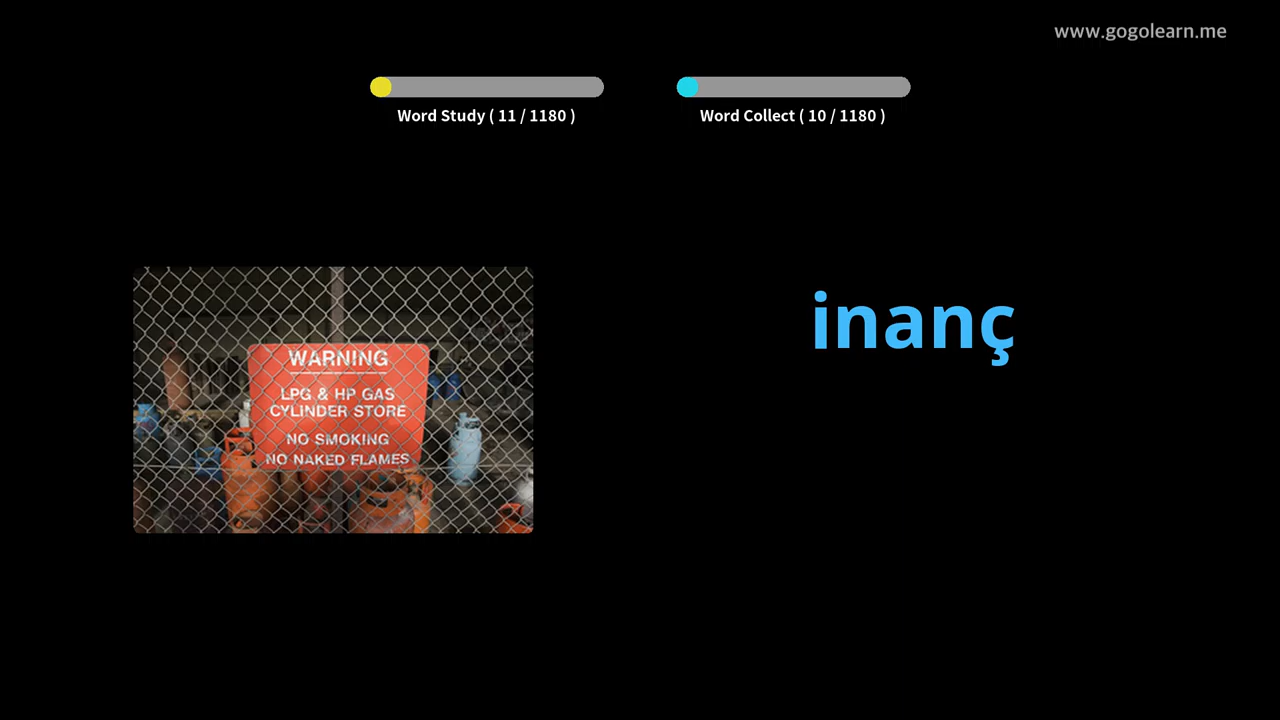 www.gogolearn.me
Word Study ( 11 / 1180 )
Word Collect ( 10 / 1180 )
inanç
WARNING
LPG & HP GAS
CYLINDER STORE
NO SMOKING
NO NAKED FLAMES